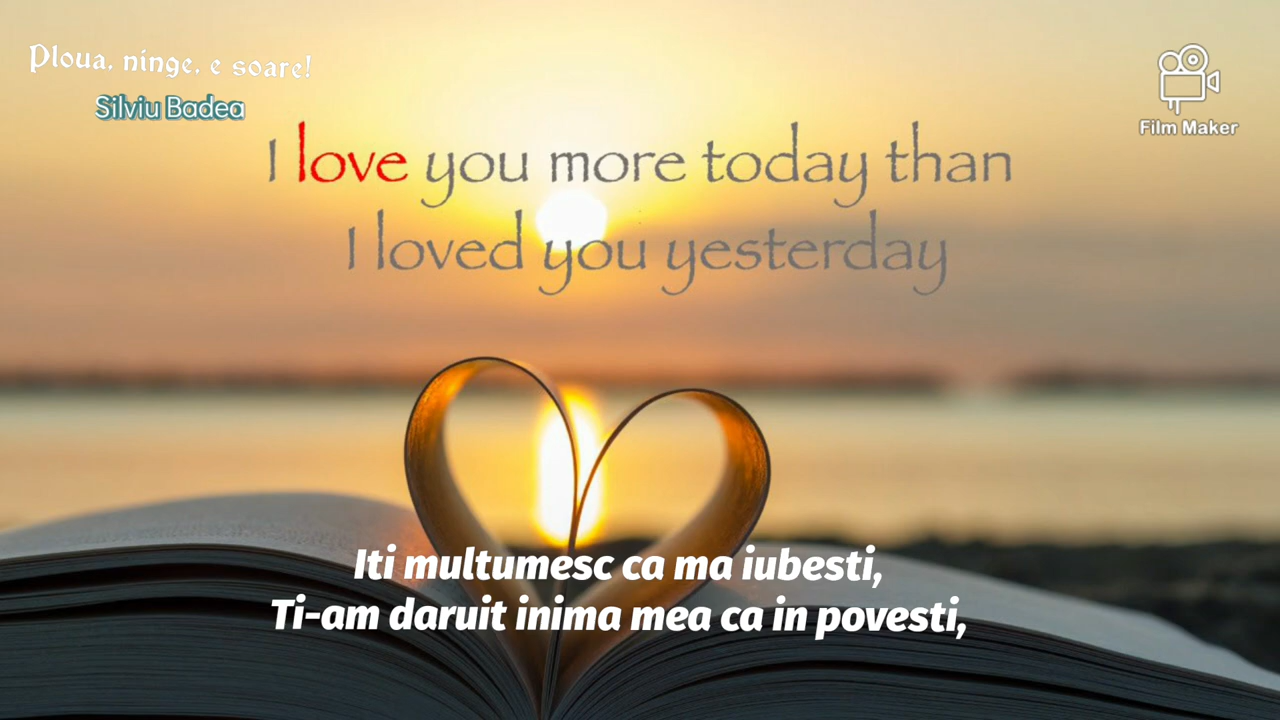 Ploua, ninge, e soare!
Silviu Badea
Film Maker
I love you more today than
I loved you yesterday
Iti multumesc ca ma iubesti,
Ti-am daruit inima mea ca in povesti,